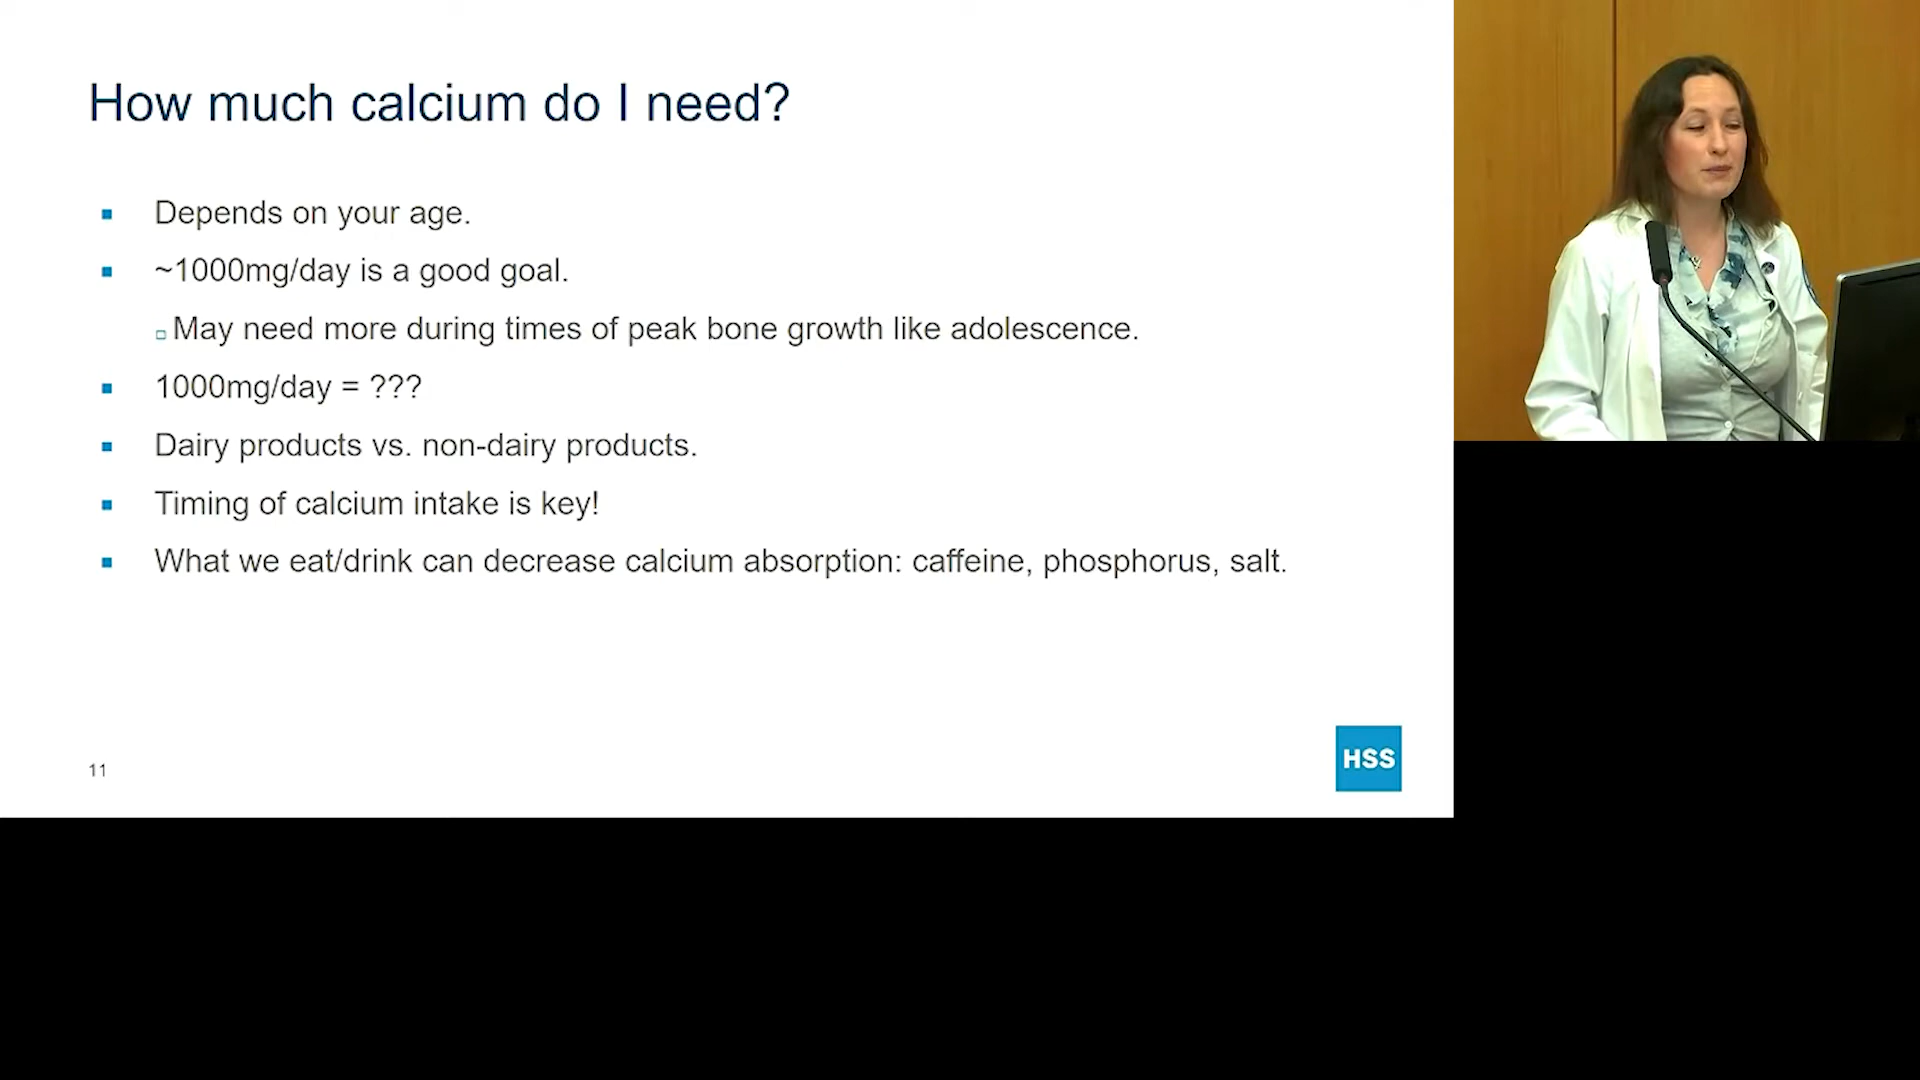 How much calcium do I need?
Depends on your age.
~1000mg/day is a good goal.
May need more during times of peak bone growth like adolescence.
1000mg/day = ???
Dairy products vs. non-dairy products.
Timing of calcium intake is key!
What we eat/drink can decrease calcium absorption: caffeine, phosphorus, salt.
11
HSS